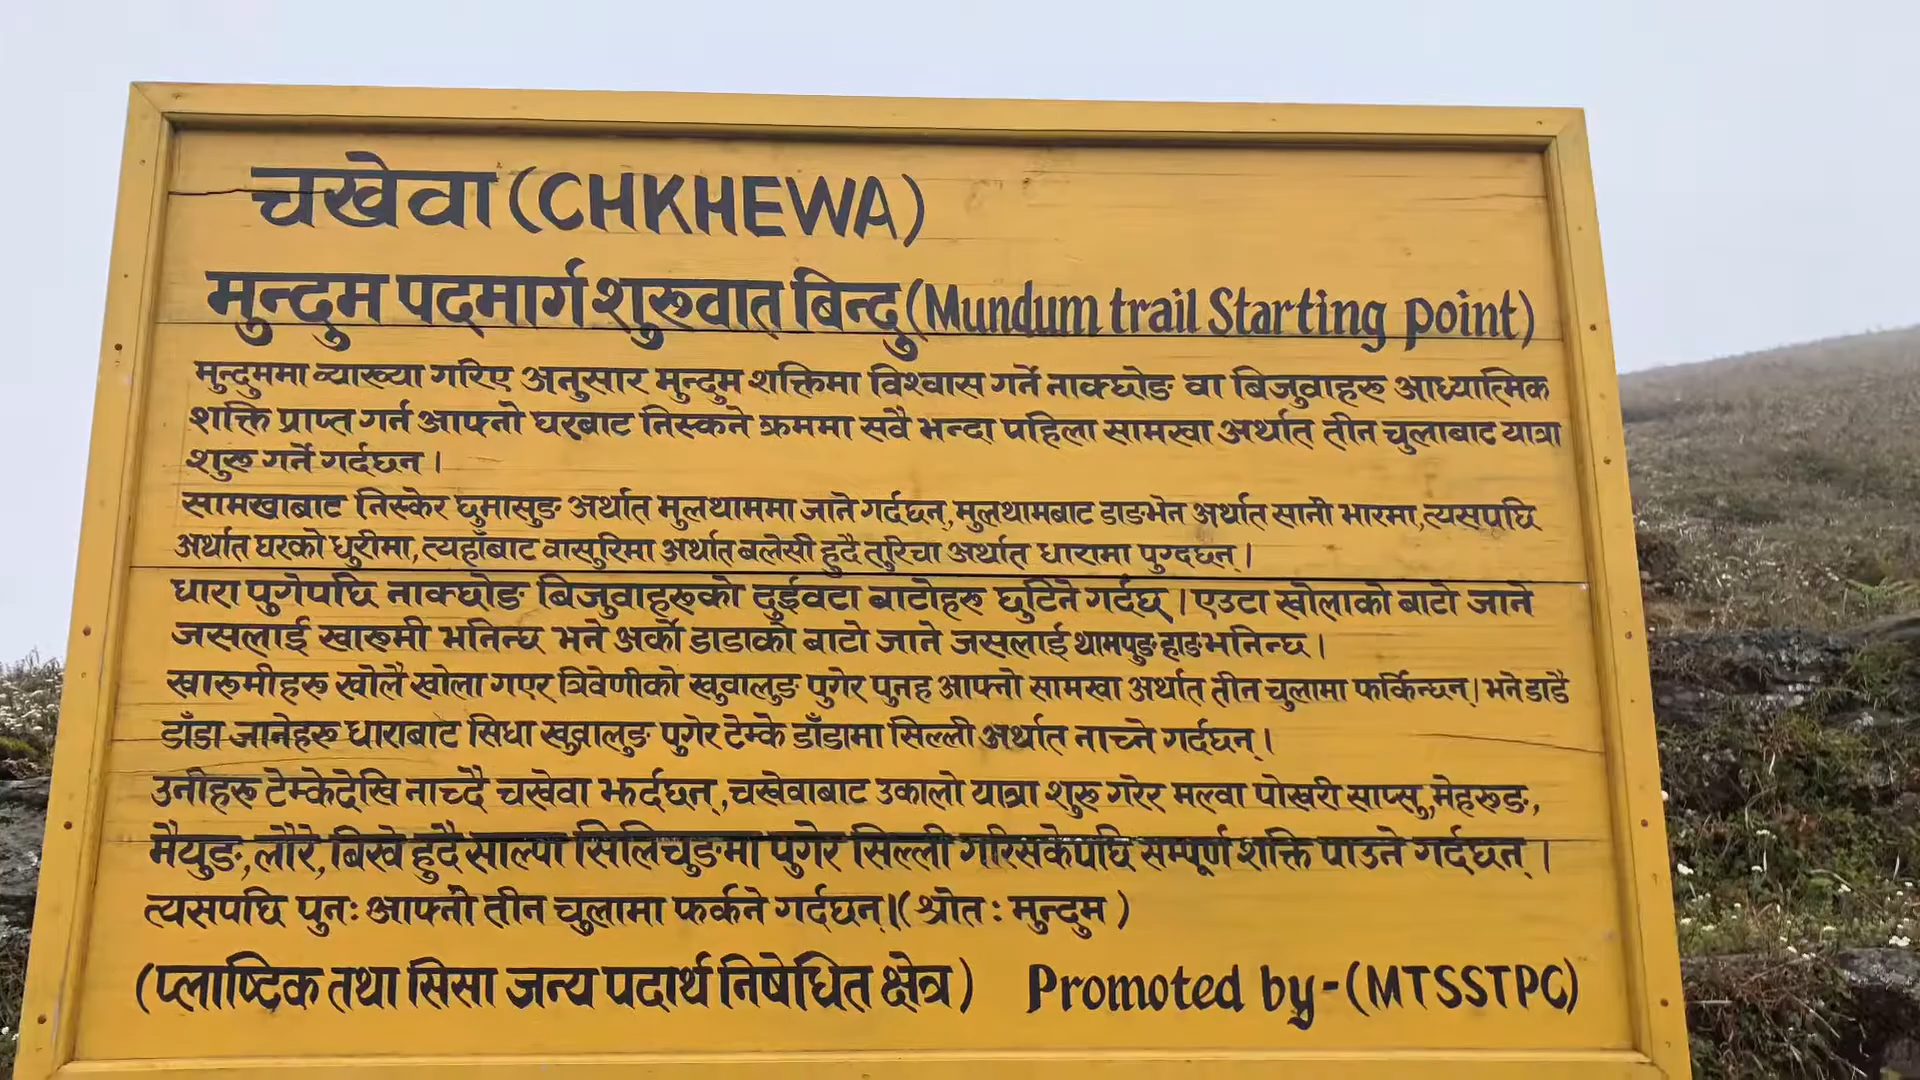 चखेवा (CHKHEWA)
मुन्दुम पदमार्ग शुरूवात बिन्दु (Mundum trail Starting point)
मुन्दुममा व्याख्या गरिए अनुसार मुन्दुम शक्तिमा विश्वास गर्ने नाक्छोङ वा बिजुवाहरू आध्यात्मिक
शक्ति प्राप्त गर्न आफ्नो घरबाट निस्कने क्रममा सवै भन्दा पहिला सामखा अर्थात तीन चुलाबाट यात्रा
शुरू गर्ने गर्दछन ।
सामखाबाट निस्केर छुमासुङ अर्थात मुलथाममा जाने गर्दछन्, मुलथामबाट डाङभेन अर्थात सानो भारमा, त्यसपछि
अर्थात घरको धुरीमा, त्यहाँबाट वासुरिमा अर्थात बलेसी हुदै तुरिचा अर्थात धारामा पुग्दछन् ।
धारा पुगेपछि नाक्छोङ बिजुवाहरूको दुईवटा बाटोहरू छुटिने गर्दछ् । एउटा खोलाको बाटो जाने
जसलाई खारूमी भनिन्छ भने अर्को डाडाको बाटो जाने जसलाई थामपुङहाङ भनिन्छ ।
खारूमीहरू खोलै खोला गएर त्रिवेणीको खुवालुङ पुगेर पुनह आफ्नो सामखा अर्थात तीन चुलामा फर्किन्छन् । भने डाडै
डाँडा जानेहरू धाराबाट सिधा खुवालुङ पुगेर टेम्के डाँडामा सिल्ली अर्थात नाच्ने गर्दछन् ।
उनीहरू टेम्केदेखि नाच्दै चखेवा झर्दछन्, चखेवाबाट उकालो यात्रा शुरू गरेर मल्वा पोखरी साप्सु, मेहरूङ,
मैयुङ, लौरे, बिखे हुदै साल्पा सिलिचुङमा पुगेर सिल्ली गरिसकेपछि सम्पूर्ण शक्ति पाउने गर्दछन् ।
त्यसपछि पुनः आफ्नो तीन चुलामा फर्कने गर्दछन् । (श्रोत : मुन्दुम )
(प्लाष्टिक तथा सिसा जन्य पदार्थ निषेधित क्षेत्र) Promoted by-(MTSSTPC)